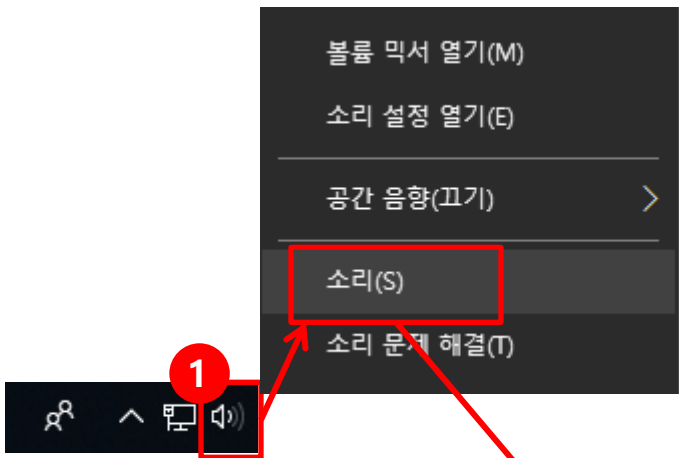 볼륨 믹서 열기(M)
소리 설정 열기(E)
공간 음향(끄기)
소리(S)
소리 문제 해결(T)
1